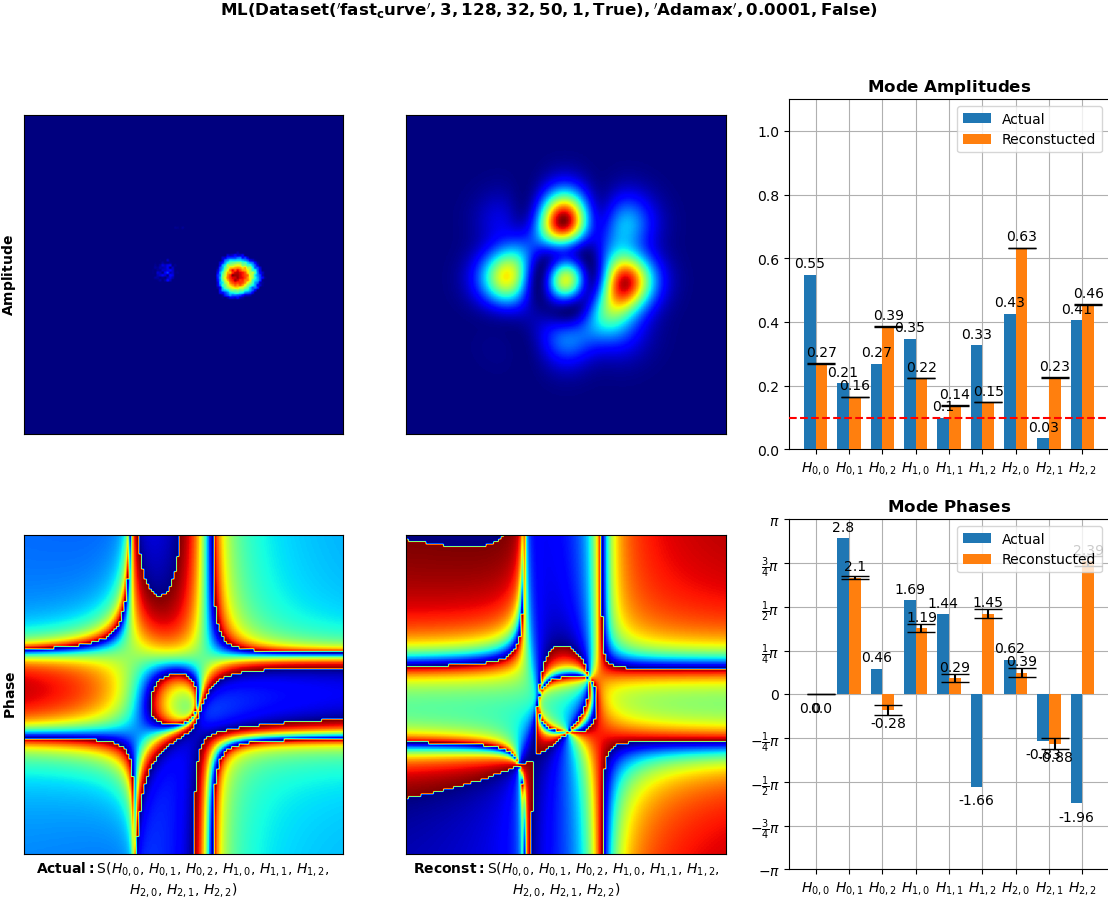 ML(Dataset('fast_curve', 3, 128, 32, 50, 1, True), 'Adamax', 0.0001, False)
Mode Amplitudes
Actual
Reconstucted
Amplitude
1.0
0.8
0.6
0.4
0.2
0.0
0.55
0.27
0.21
0.16
0.27
0.39
0.35
0.22
0.1
0.14
0.33
0.15
0.43
0.63
0.03
0.23
0.41
0.46
H0,0 H0,1 H0,2 H1,0 H1,1 H1,2 H2,0 H2,1 H2,2
Mode Phases
Actual
Reconstucted
Phase
π
3/4π
1/2π
1/4π
0
−1/4π
−1/2π
−3/4π
−π
0.0
0.0
2.8
2.1
0.46
-0.28
1.69
1.19
1.44
0.29
-1.66
1.45
0.62
0.39
-0.83
-0.88
-1.96
2.39
H0,0 H0,1 H0,2 H1,0 H1,1 H1,2 H2,0 H2,1 H2,2
Actual: S(H0,0, H0,1, H0,2, H1,0, H1,1, H1,2,
H2,0, H2,1, H2,2)
Reconst: S(H0,0, H0,1, H0,2, H1,0, H1,1, H1,2,
H2,0, H2,1, H2,2)